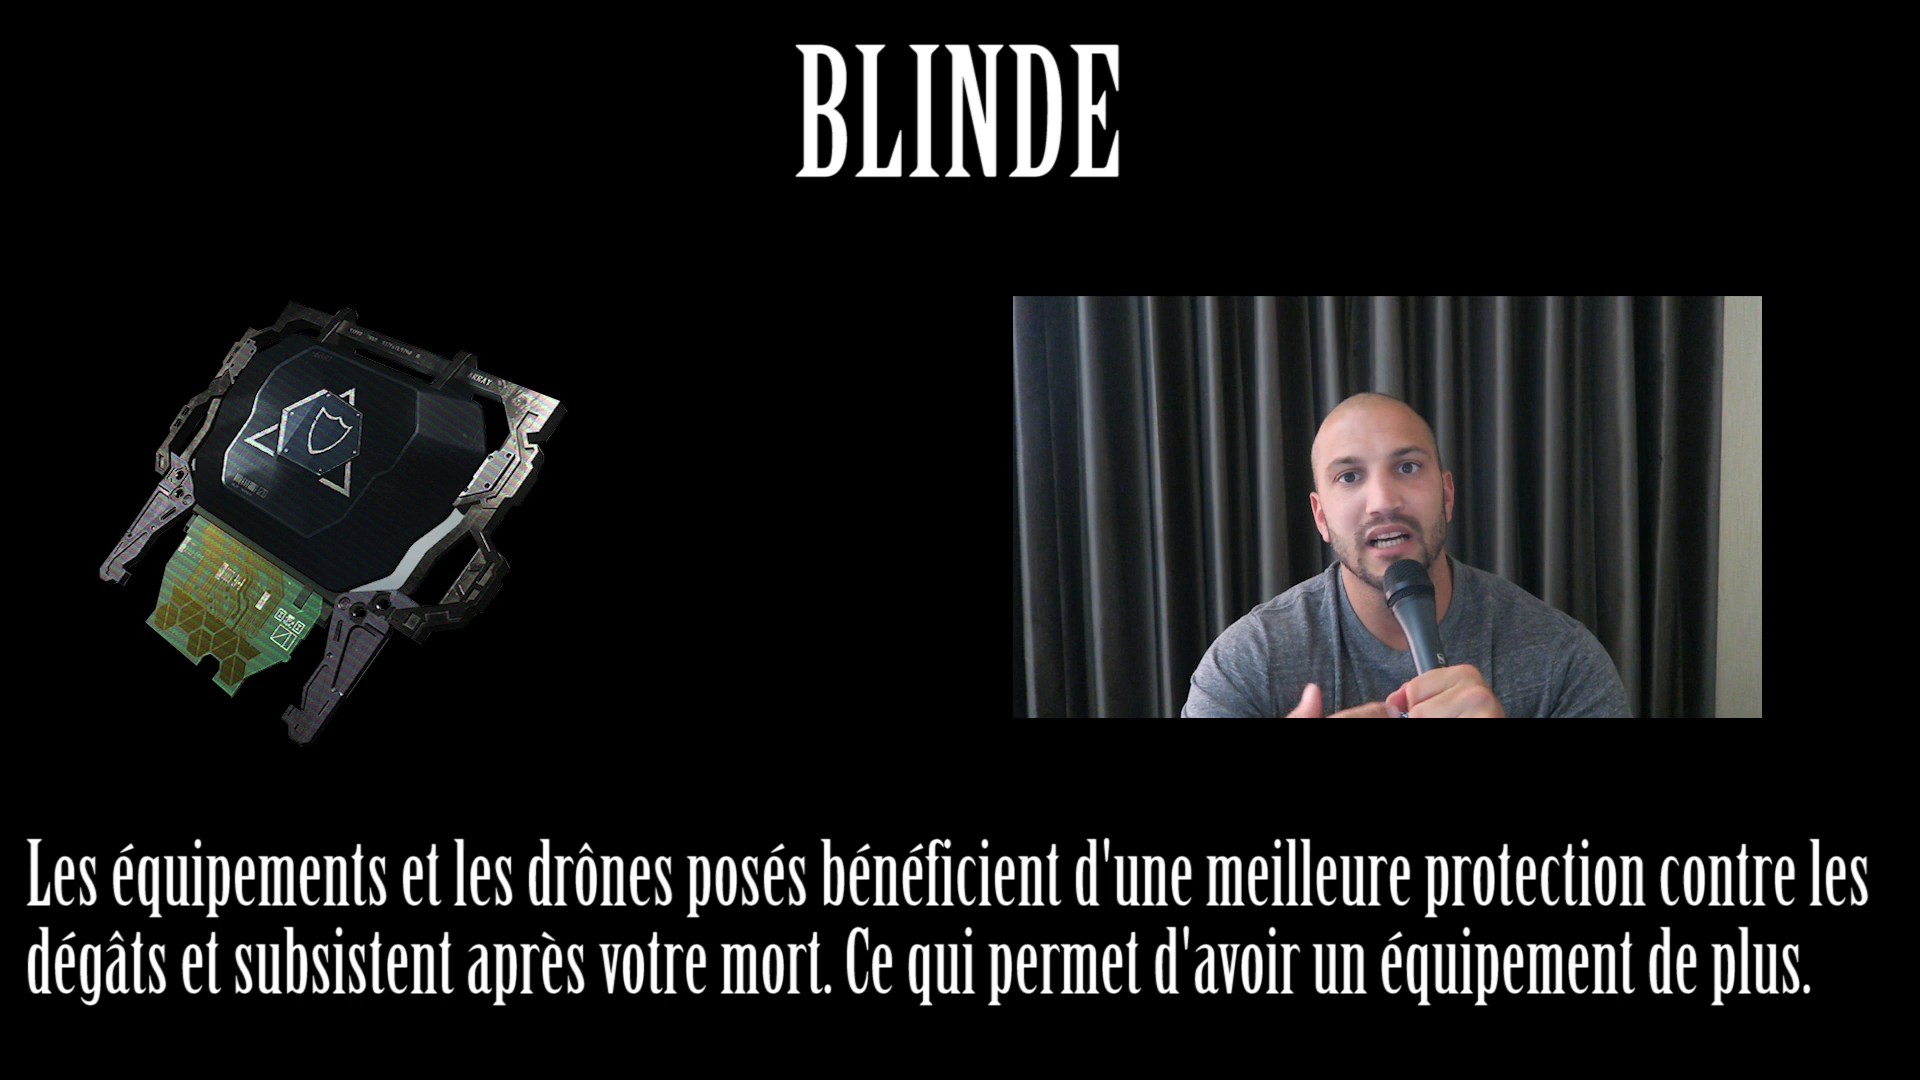 BLINDE
ARRAY
Les équipements et les drônes posés bénéficient d'une meilleure protection contre les
dégâts et subsistent après votre mort. Ce qui permet d'avoir un équipement de plus.